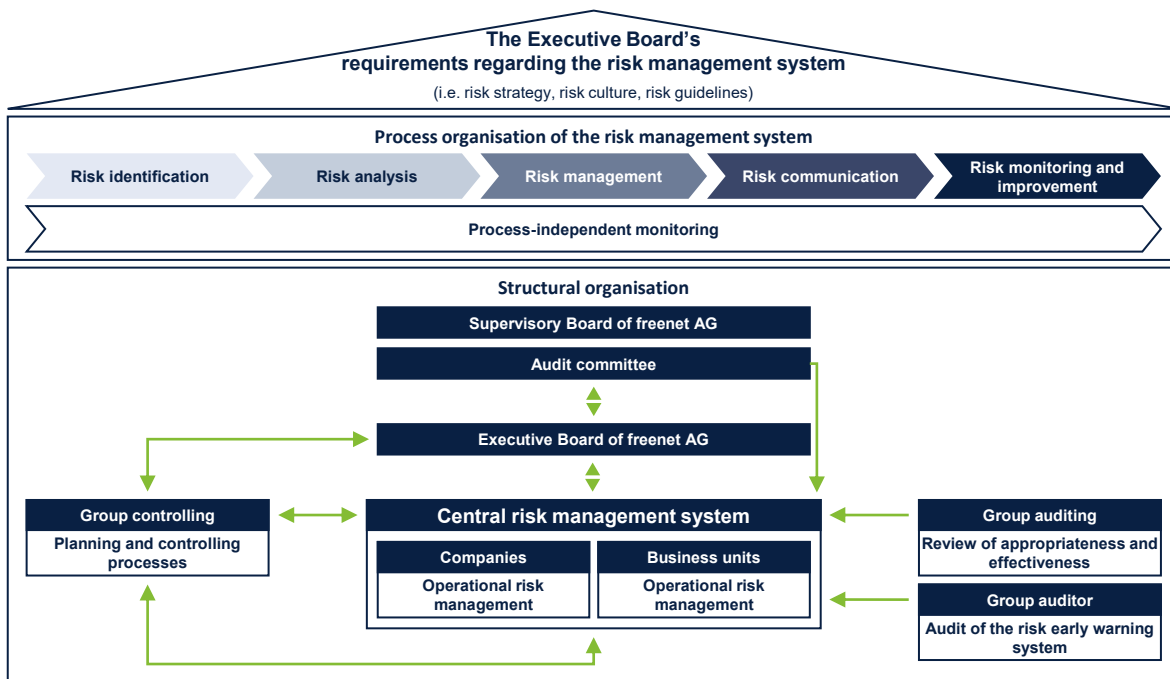 The Executive Board’s
requirements regarding the risk management system
(i.e. risk strategy, risk culture, risk guidelines)
Process organisation of the risk management system
Risk identification
Risk analysis
Risk management
Risk communication
Risk monitoring and
improvement
Process-independent monitoring
Structural organisation
Supervisory Board of freenet AG
Audit committee
Executive Board of freenet AG
Group controlling
Planning and controlling
processes
Central risk management system
Companies
Operational risk
management
Business units
Operational risk
management
Group auditing
Review of appropriateness and
effectiveness
Group auditor
Audit of the risk early warning
system